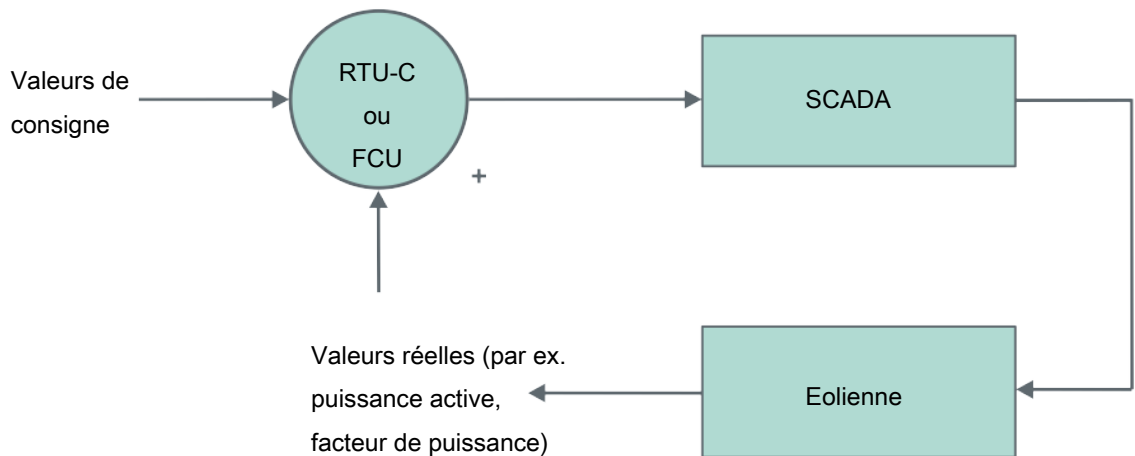 Valeurs de
consigne
RTU-C
ou
FCU
+
SCADA
Valeurs réelles (par ex.
puissance active,
facteur de puissance)
Eolienne